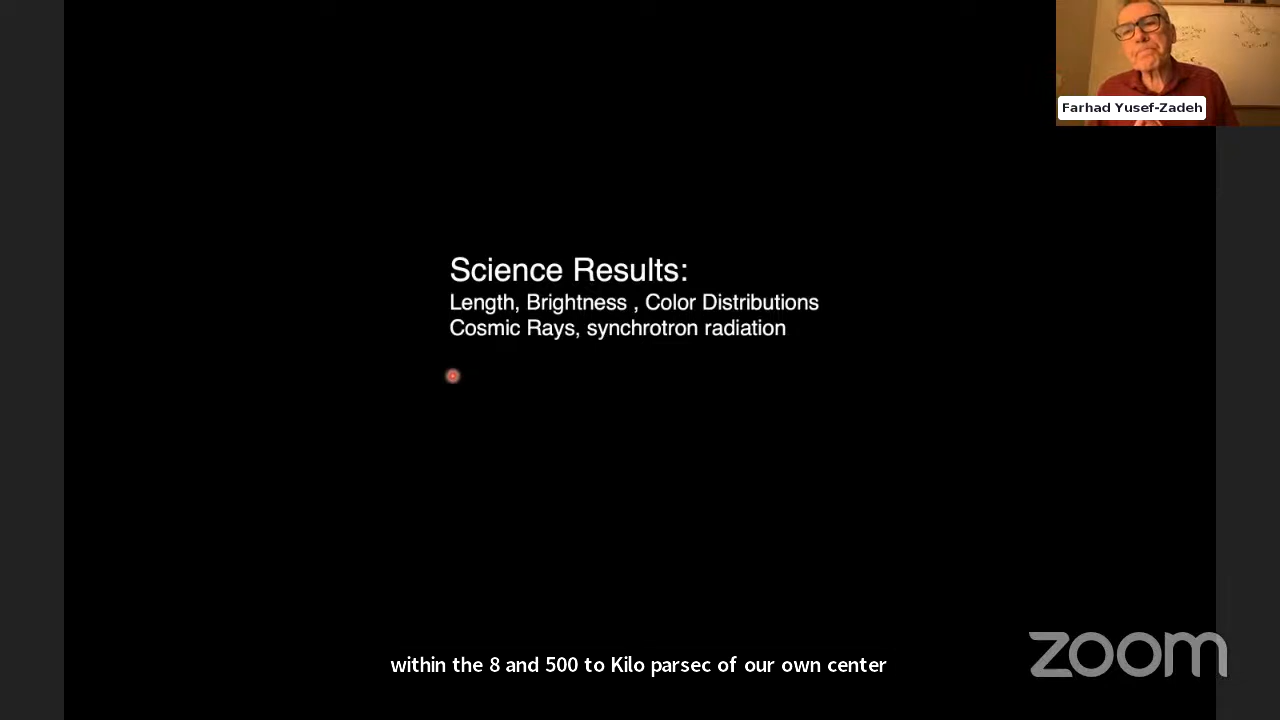 Farhad Yusef-Zadeh
Science Results:
Length, Brightness , Color Distributions
Cosmic Rays, synchrotron radiation
within the 8 and 500 to Kilo parsec of our own center
zoom